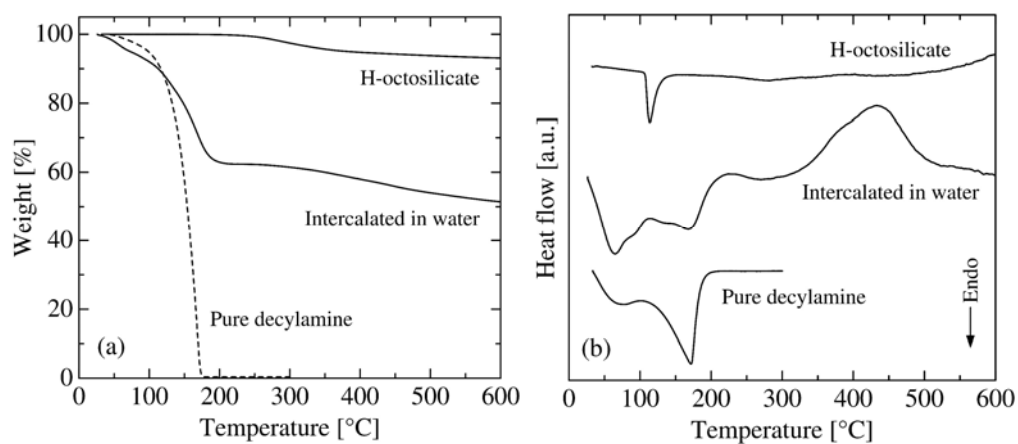 100
80
60
40
20
0
Weight [%]
H-octosilicate
Intercalated in water
Pure decylamine
(a)
0 100 200 300 400 500 600
Temperature [°C]
Heat flow [a.u.]
H-octosilicate
Intercalated in water
Pure decylamine
Endo
(b)
0 100 200 300 400 500 600
Temperature [°C]